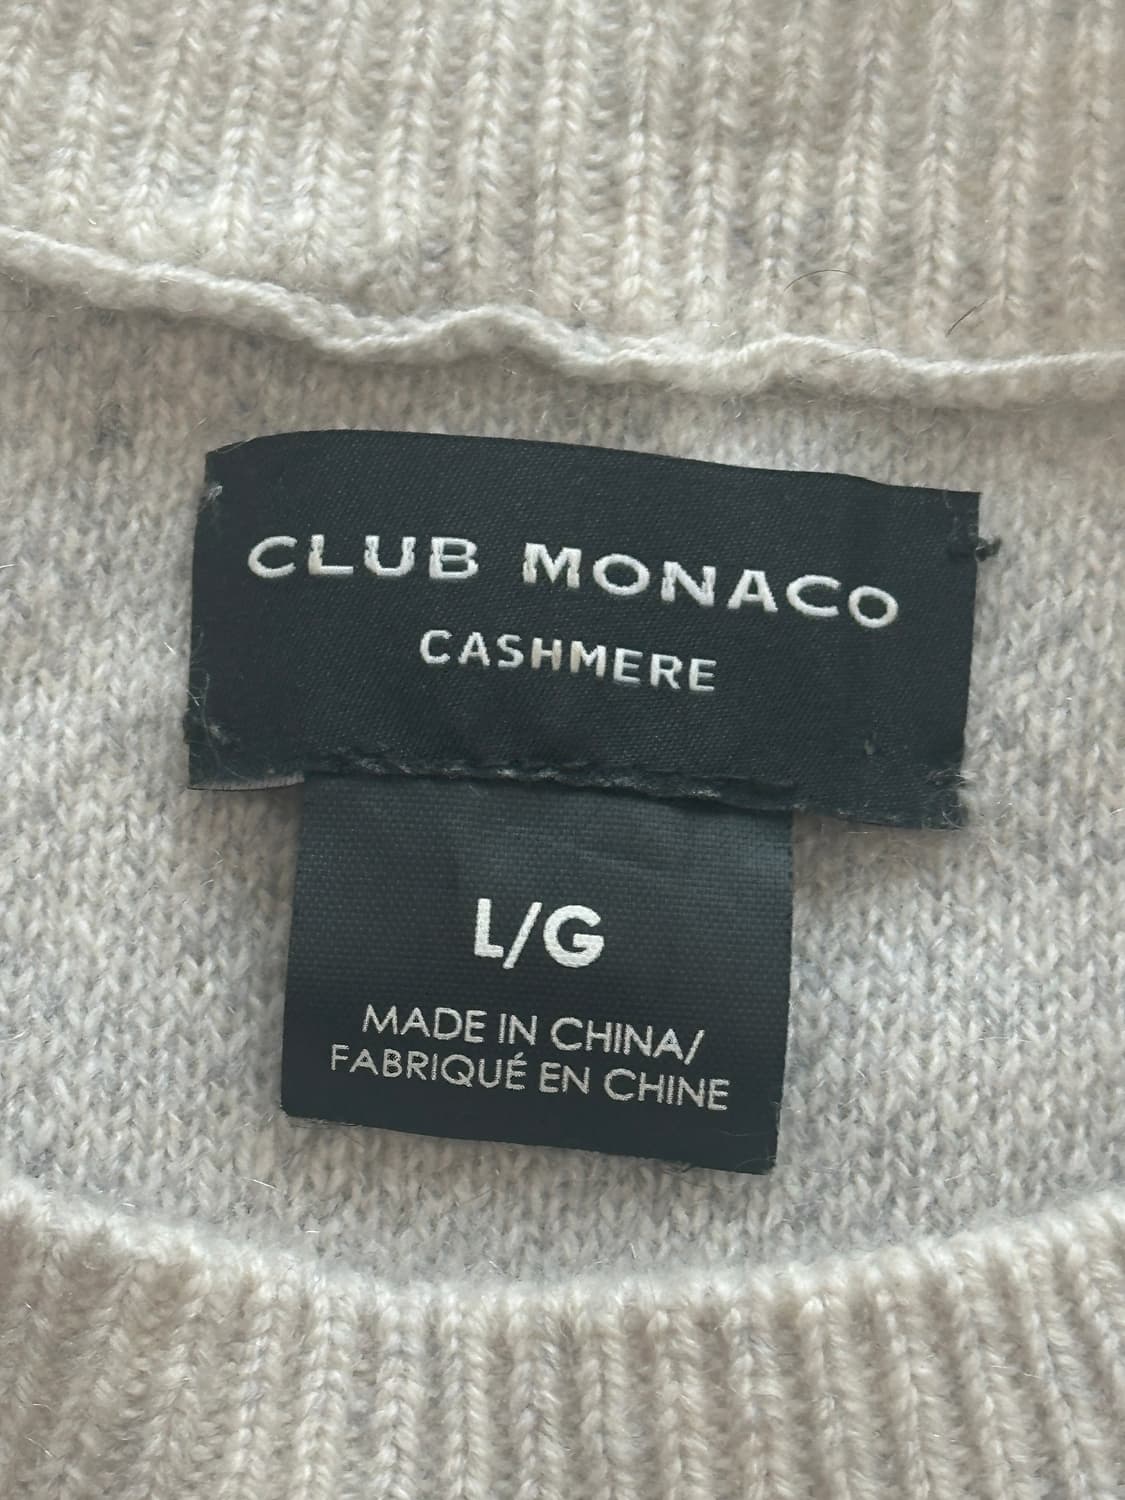 CLUB MONACO
CASHMERE
L/G
MADE IN CHINA/
FABRIQUÉ EN CHINE